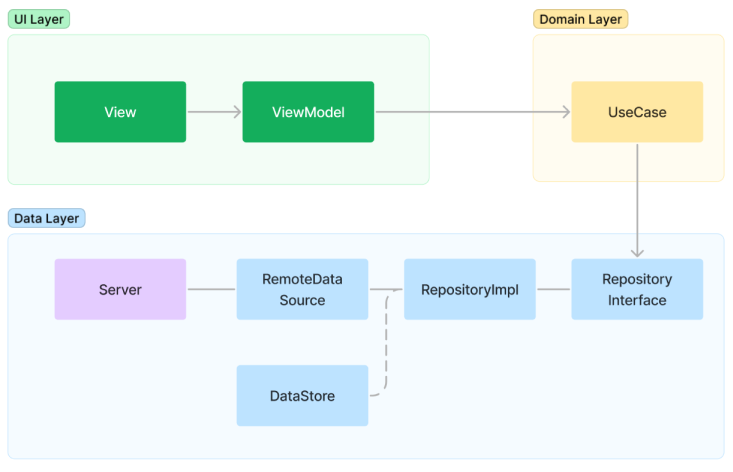 UI Layer
Domain Layer
View
ViewModel
UseCase
Data Layer
Server
RemoteData
Source
RepositoryImpl
Repository
Interface
DataStore